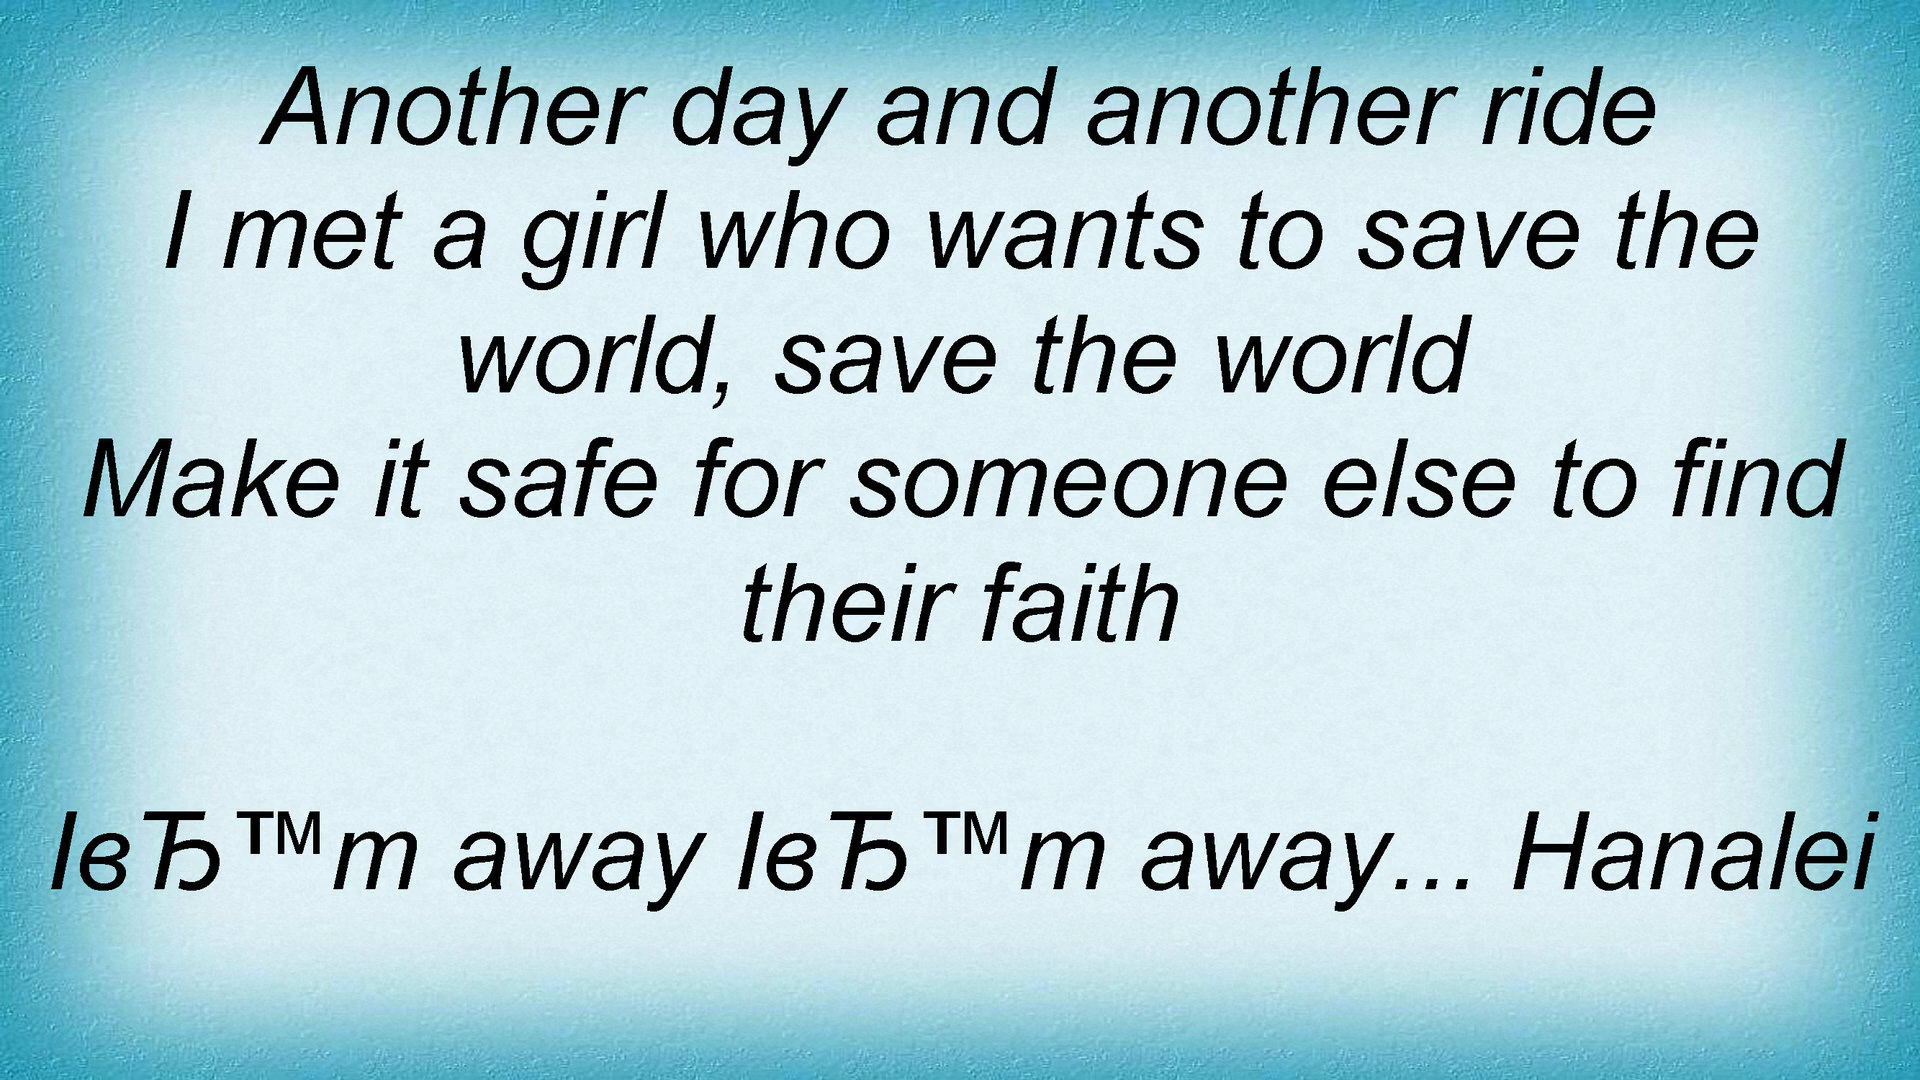 Another day and another ride
I met a girl who wants to save the
world, save the world
Make it safe for someone else to find
their faith
IвЂ™m away IвЂ™m away... Hanalei